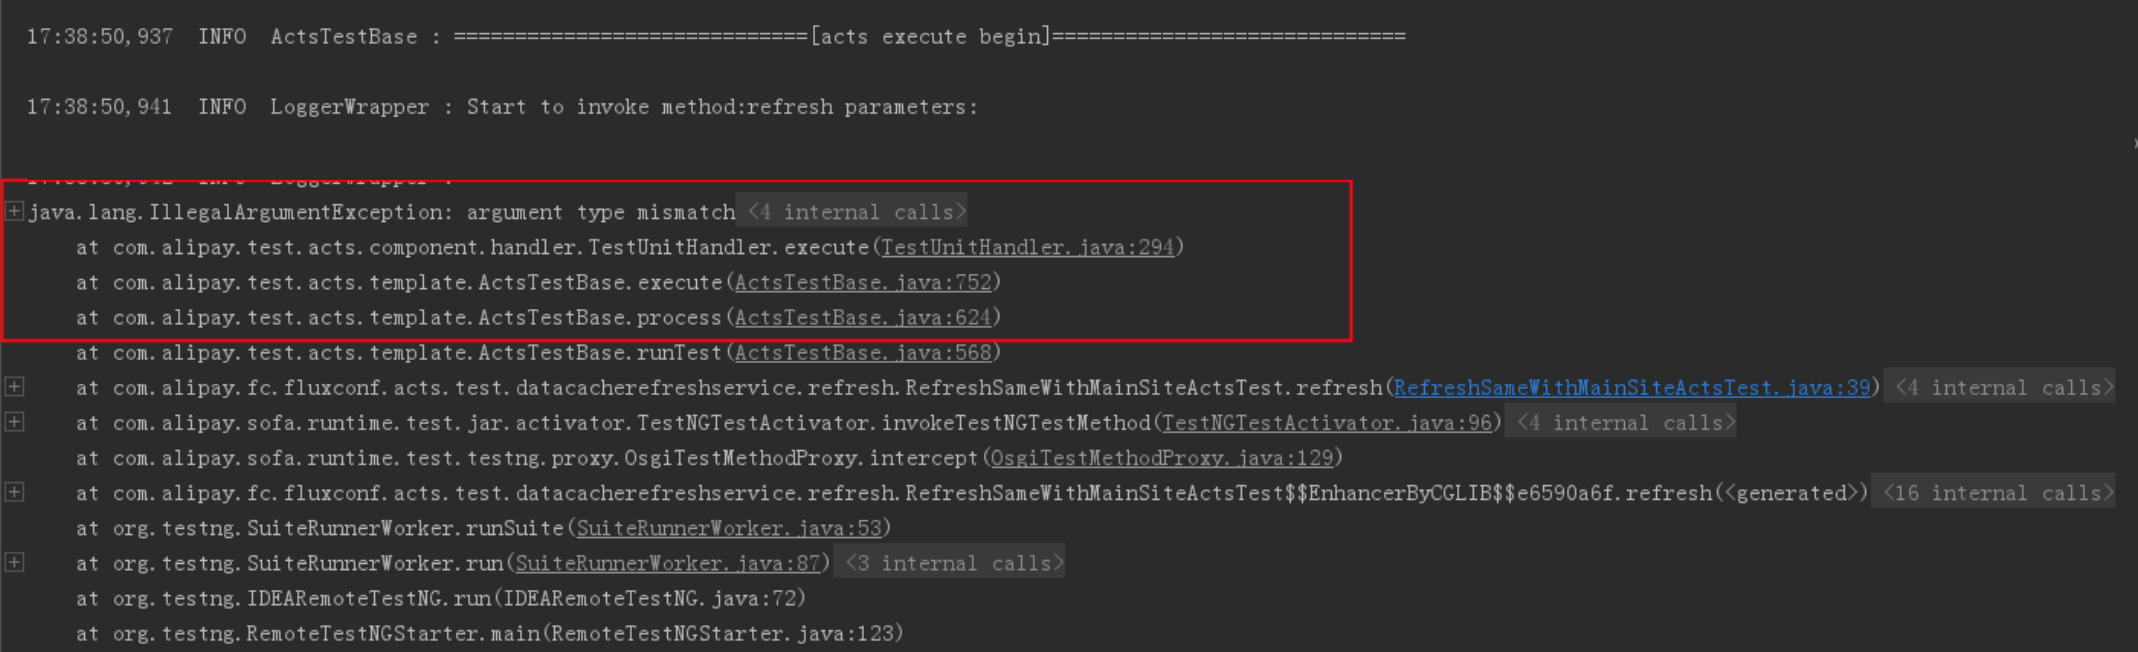 17:38:50,937  INFO  ActsTestBase : =============================[acts execute begin]=============================
17:38:50,941  INFO  LoggerWrapper : Start to invoke method:refresh parameters:
java.lang.IllegalArgumentException: argument type mismatch <4 internal calls>
at com.alipay.test.acts.component.handler.TestUnitHandler.execute(TestUnitHandler.java:294)
at com.alipay.test.acts.template.ActsTestBase.execute(ActsTestBase.java:752)
at com.alipay.test.acts.template.ActsTestBase.process(ActsTestBase.java:624)
at com.alipay.test.acts.template.ActsTestBase.runTest(ActsTestBase.java:568)
at com.alipay.fc.fluxconf.acts.test.datacacherefreshservice.refresh.RefreshSameWithMainSiteActsTest.refresh(RefreshSameWithMainSiteActsTest.java:39) <4 internal calls>
at com.alipay.sofa.runtime.test.jar.activator.TestNGTestActivator.invokeTestNGTestMethod(TestNGTestActivator.java:96) <4 internal calls>
at com.alipay.sofa.runtime.test.testng.proxy.OsgiTestMethodProxy.intercept(OsgiTestMethodProxy.java:129)
at com.alipay.fc.fluxconf.acts.test.datacacherefreshservice.refresh.RefreshSameWithMainSiteActsTest$$EnhancerByCGLIB$$e6590a6f.refresh(<generated>) <16 internal calls>
at org.testng.SuiteRunnerWorker.runSuite(SuiteRunnerWorker.java:53)
at org.testng.SuiteRunnerWorker.run(SuiteRunnerWorker.java:87) <3 internal calls>
at org.testng.IDEARemoteTestNG.run(IDEARemoteTestNG.java:72)
at org.testng.RemoteTestNGStarter.main(RemoteTestNGStarter.java:123)